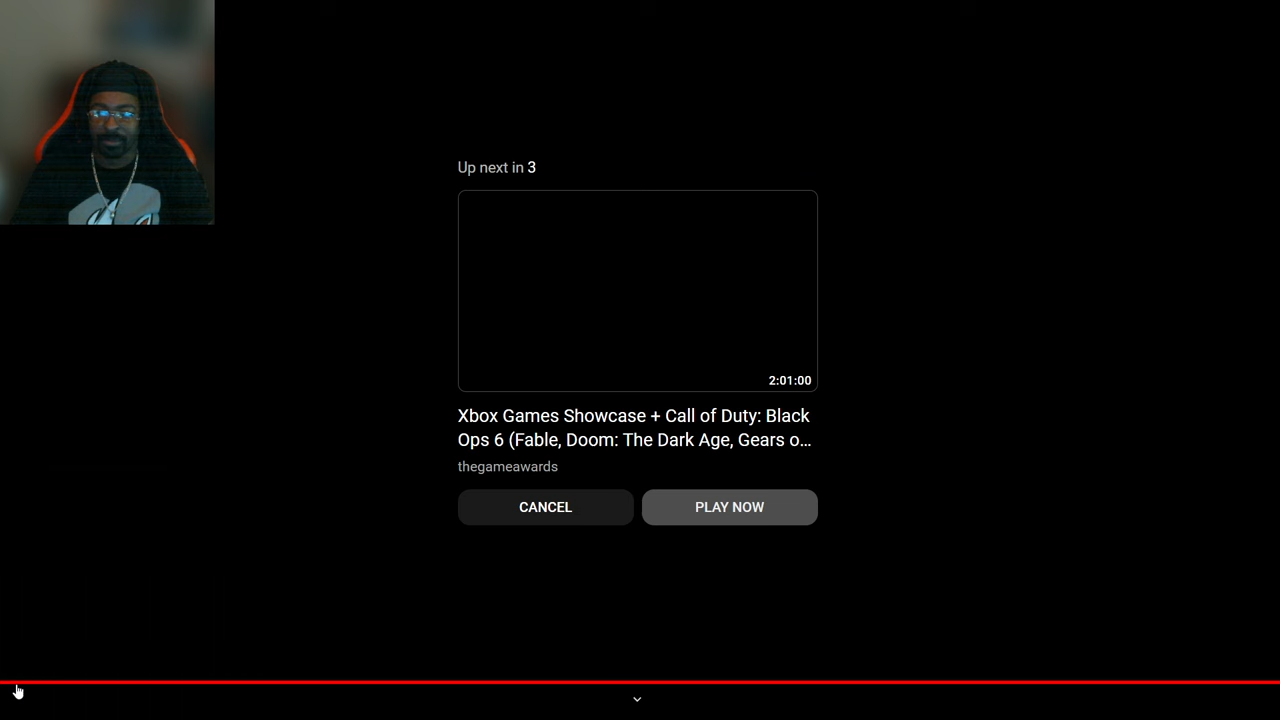 Up next in 3
2:01:00
Xbox Games Showcase + Call of Duty: Black
Ops 6 (Fable, Doom: The Dark Age, Gears o...
thegameawards
CANCEL
PLAY NOW